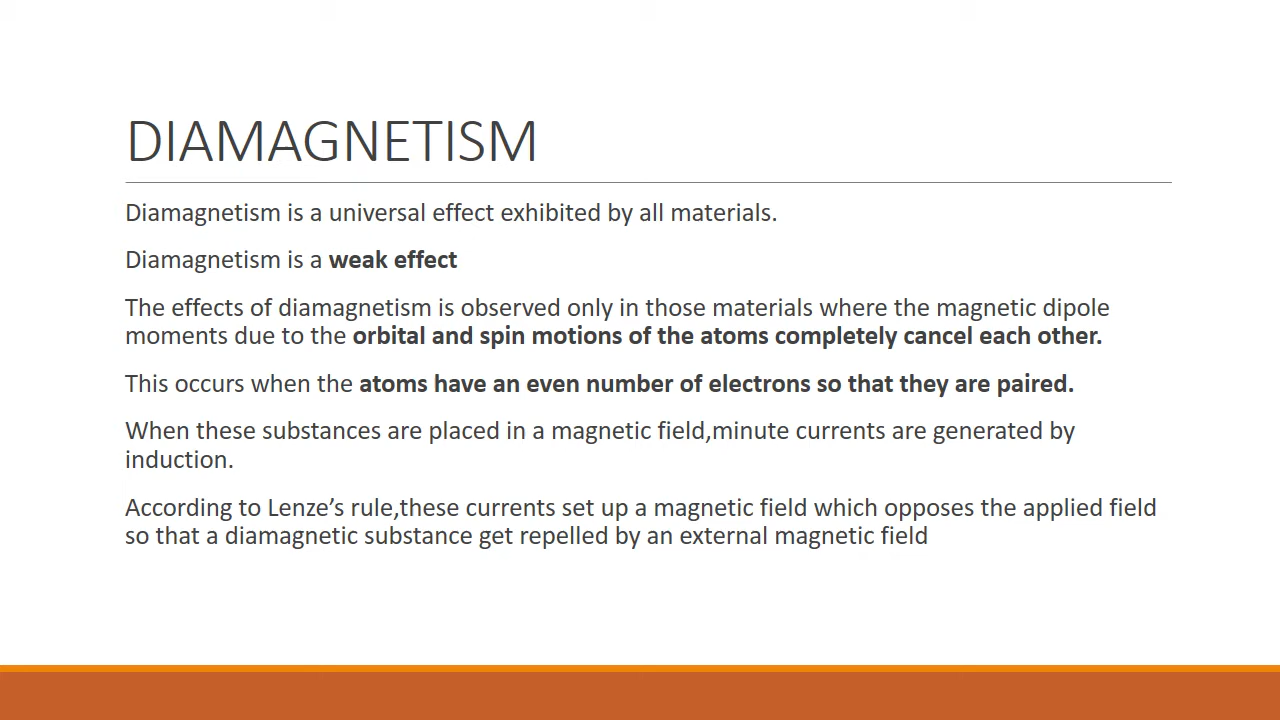 DIAMAGNETISM
Diamagnetism is a universal effect exhibited by all materials.
Diamagnetism is a weak effect
The effects of diamagnetism is observed only in those materials where the magnetic dipole
moments due to the orbital and spin motions of the atoms completely cancel each other.
This occurs when the atoms have an even number of electrons so that they are paired.
When these substances are placed in a magnetic field,minute currents are generated by
induction.
According to Lenze’s rule,these currents set up a magnetic field which opposes the applied field
so that a diamagnetic substance get repelled by an external magnetic field